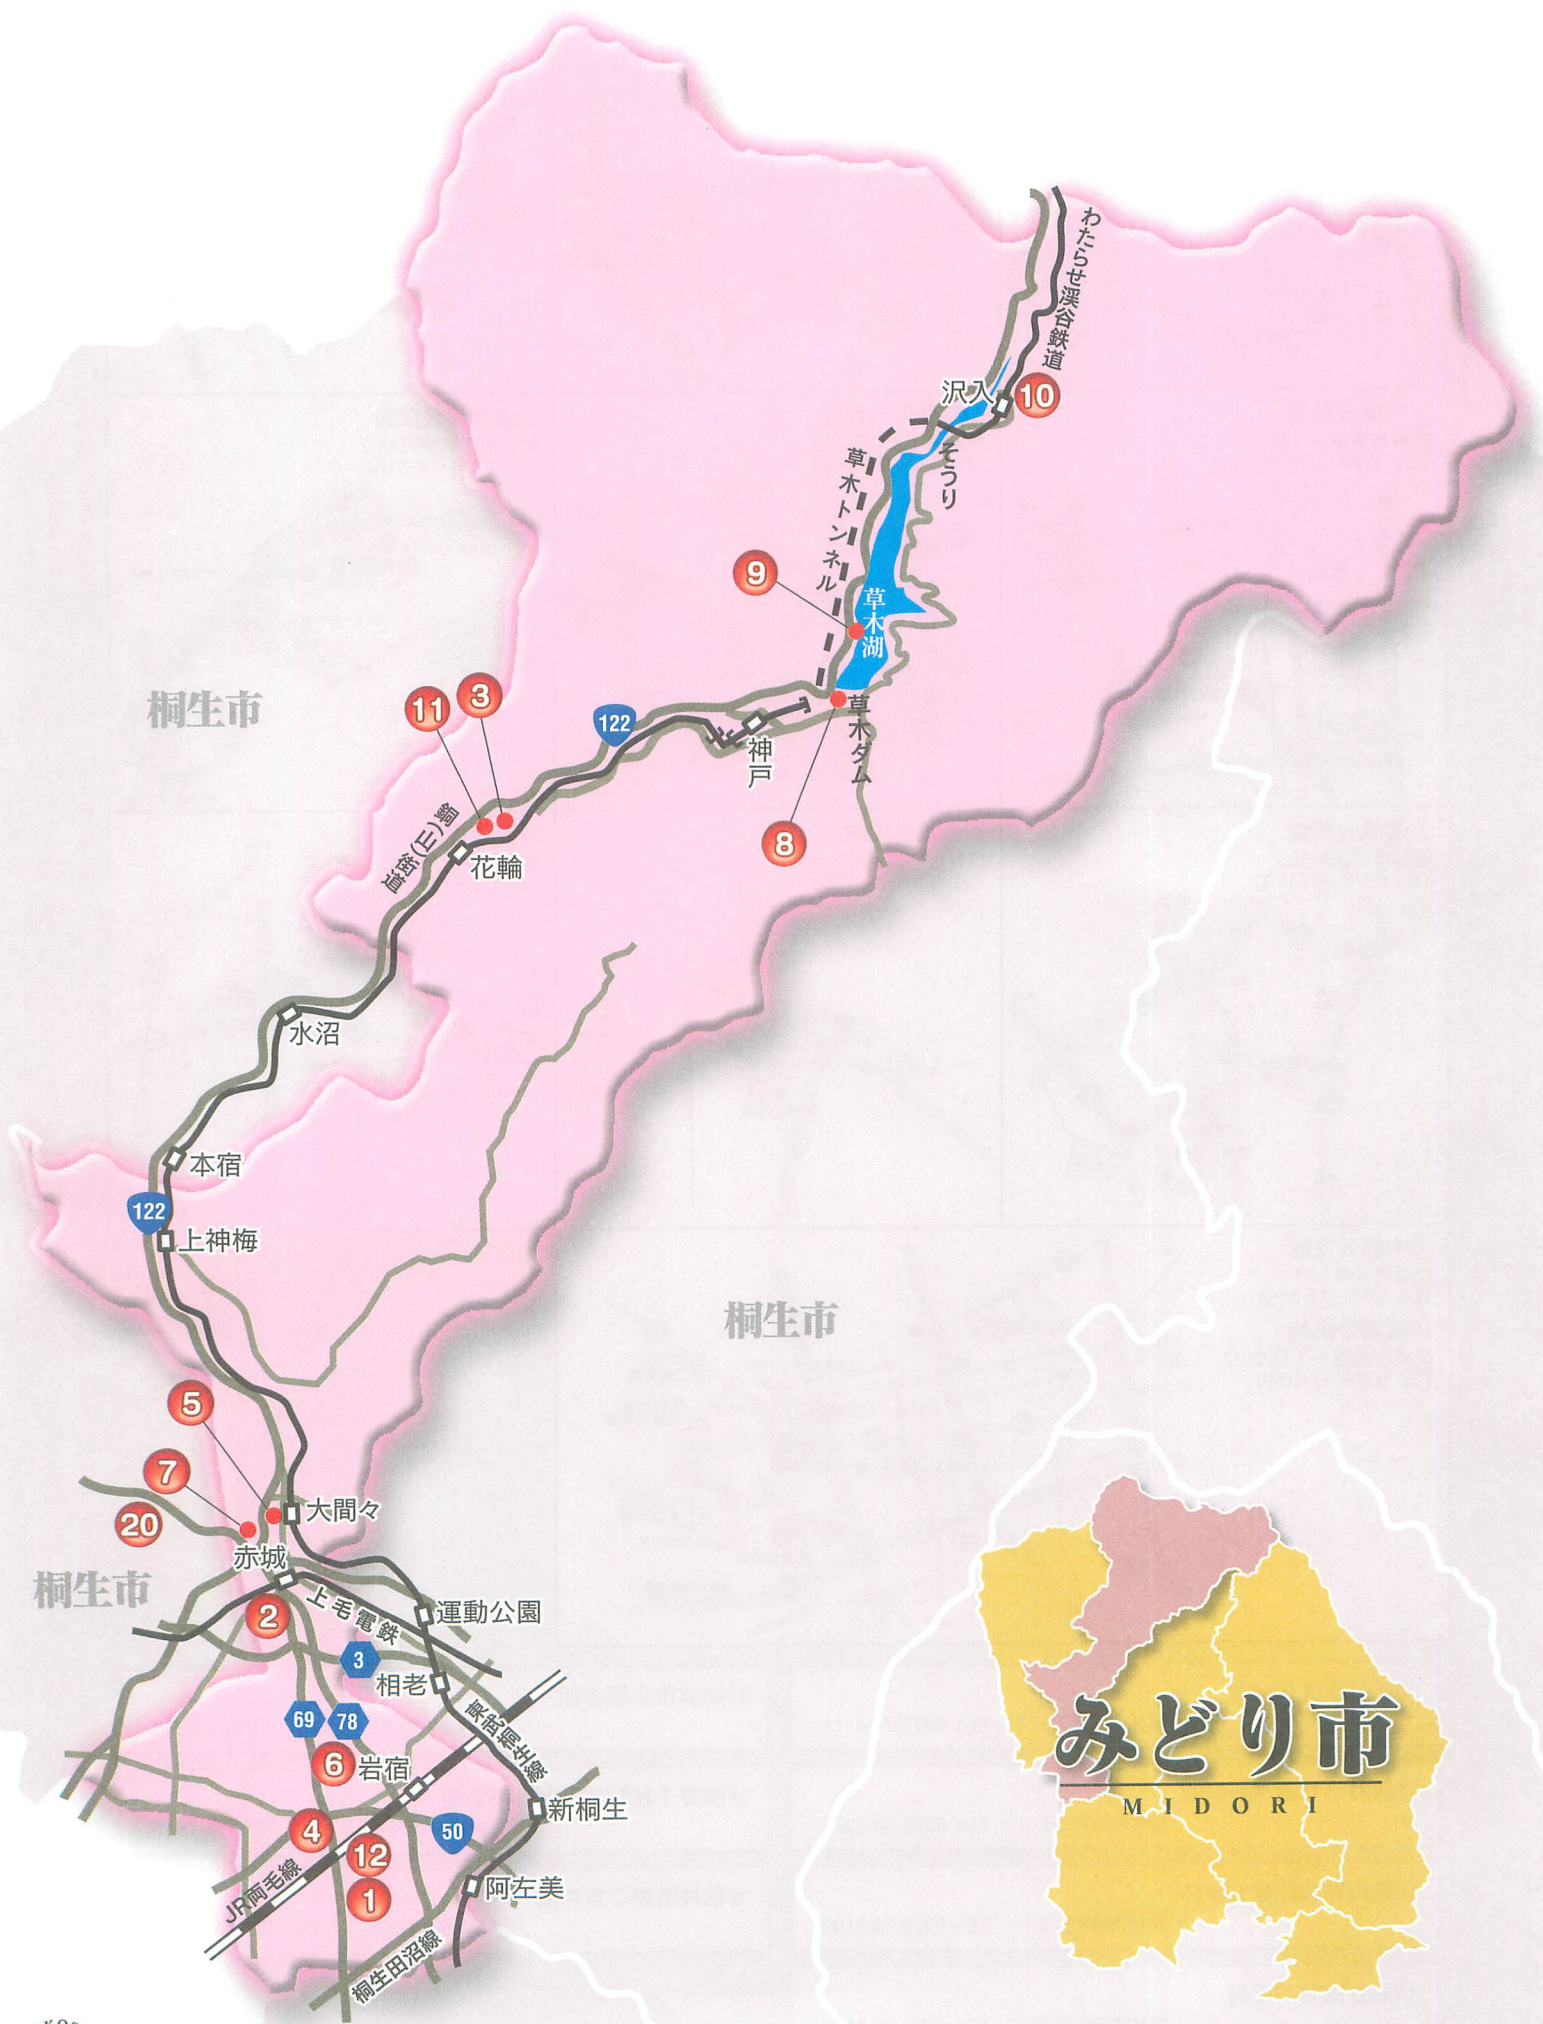 わたらせ渓谷鉄道
沢入
10
そうり
草木トンネル
9
草木湖
桐生市
11
3
122
神戸
草木ダム
8
銅(山)街道
花輪
水沼
本宿
122
上神梅
桐生市
5
7
20
大間々
赤城
桐生市
上毛電鉄
2
運動公園
3
相老
69
78
東武桐生線
6
岩宿
新桐生
4
50
12
1
JR両毛線
阿左美
桐生田沼線
みどり市
MIDORI